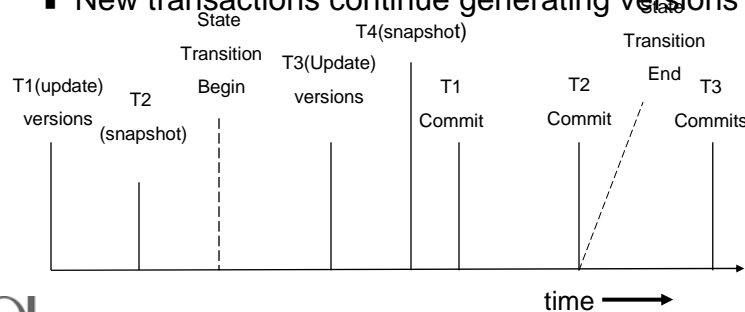 New transactions continue generating versions
State
Transition
Begin
T1(update)
versions
T2
(snapshot)
T3(Update)
versions
T4(snapshot)
T1
Commit
T2
Commit
State
Transition
End
T3
Commits
time